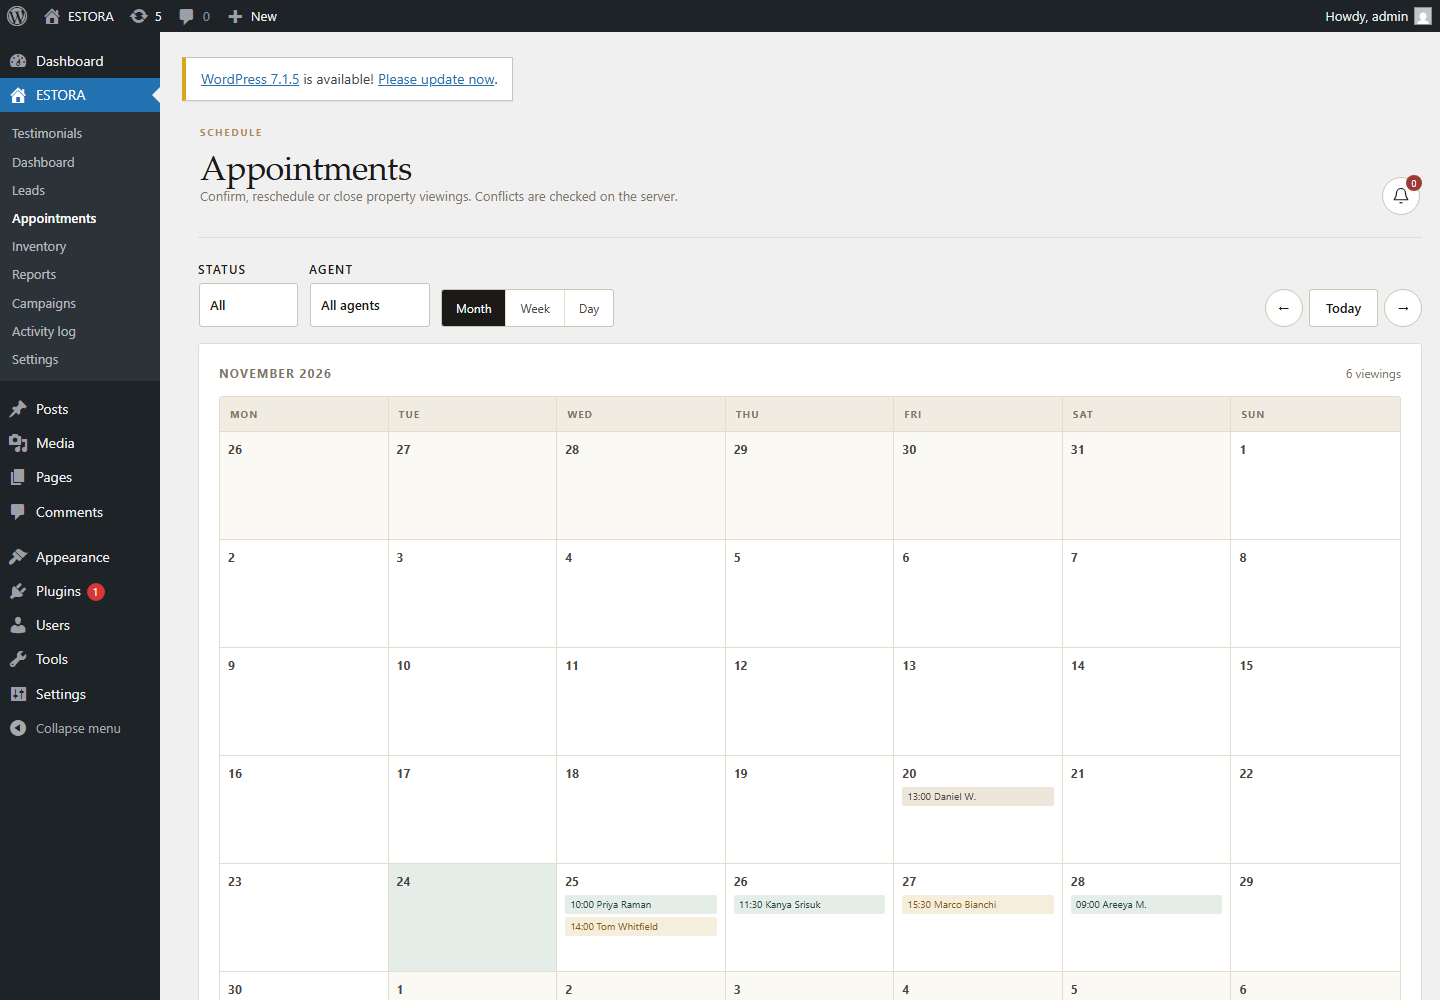 ESTORA
5
0
New
Howdy, admin
Dashboard
ESTORA
Testimonials
Dashboard
Leads
Appointments
Inventory
Reports
Campaigns
Activity log
Settings
Posts
Media
Pages
Comments
Appearance
Plugins 1
Users
Tools
Settings
Collapse menu
WordPress 7.1.5 is available! Please update now.
SCHEDULE
Appointments
Confirm, reschedule or close property viewings. Conflicts are checked on the server.
0
STATUS
AGENT
All
All agents
Month
Week
Day
←
Today
→
NOVEMBER 2026
6 viewings
MON TUE WED THU FRI SAT SUN
26 27 28 29 30 31 1
2 3 4 5 6 7 8
9 10 11 12 13 14 15
16 17 18 19 20 21 22
13:00 Daniel W.
23 24 25 26 27 28 29
10:00 Priya Raman
11:30 Kanya Srisuk
15:30 Marco Bianchi
09:00 Areeya M.
14:00 Tom Whitfield
30 1 2 3 4 5 6